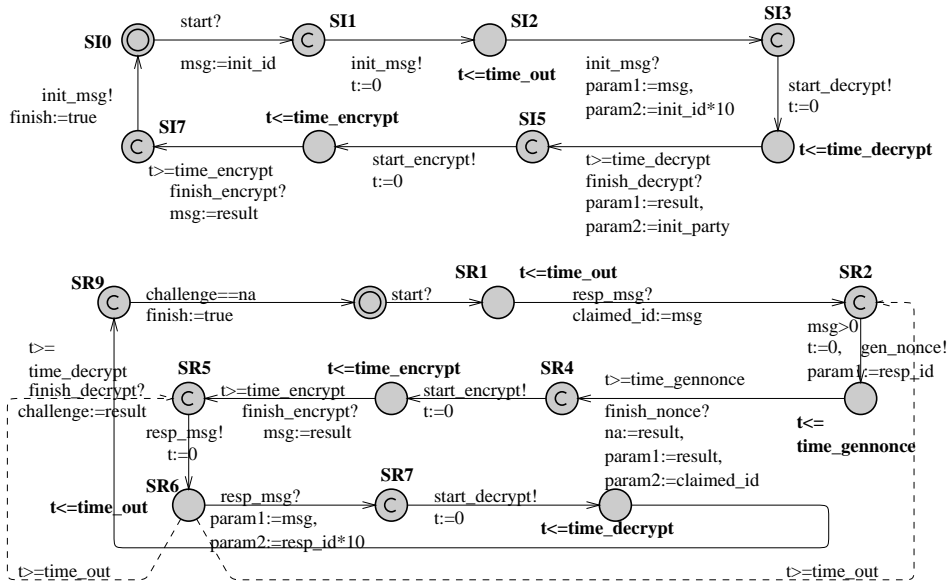 start?
SI0
SI1
SI2
SI3
C
C
msg:=init_id
init_msg!
t:=0
t<=time_out
init_msg?
param1:=msg,
param2:=init_id*10
start_decrypt!
t:=0
init_msg!
finish:=true
SI7
t<=time_encrypt
SI5
C
C
t<=time_decrypt
t>=time_encrypt
finish_encrypt?
msg:=result
start_encrypt!
t:=0
t>=time_decrypt
finish_decrypt?
param1:=result,
param2:=init_party
SR9
SR1
t<=time_out
SR2
C
challenge==na
finish:=true
start?
resp_msg?
claimed_id:=msg
C
msg>0
t:=0, gen_nonce!
param1:=resp_id
t>=
time_decrypt
finish_decrypt?
challenge:=result
SR5
C
t<=time_encrypt
t>=time_encrypt
finish_encrypt?
msg:=result
start_encrypt!
t:=0
SR4
C
t>=time_gennonce
finish_nonce?
na:=result,
param1:=result,
param2:=claimed_id
t<=
time_gennonce
resp_msg!
t:=0
SR6
t<=time_out
resp_msg?
param1:=msg,
param2:=resp_id*10
SR7
C
start_decrypt!
t:=0
t<=time_decrypt
t>=time_out
t>=time_out